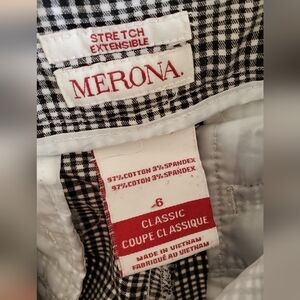 STRETCH
EXTENSIBLE
MERONA
97%COTTON 3%SPANDEX
97%COTON 3%SPANDEX
6
CLASSIC
COUPE CLASSIQUE
MADE IN VIETNAM
FABRIQUÉ AU VIETNAM